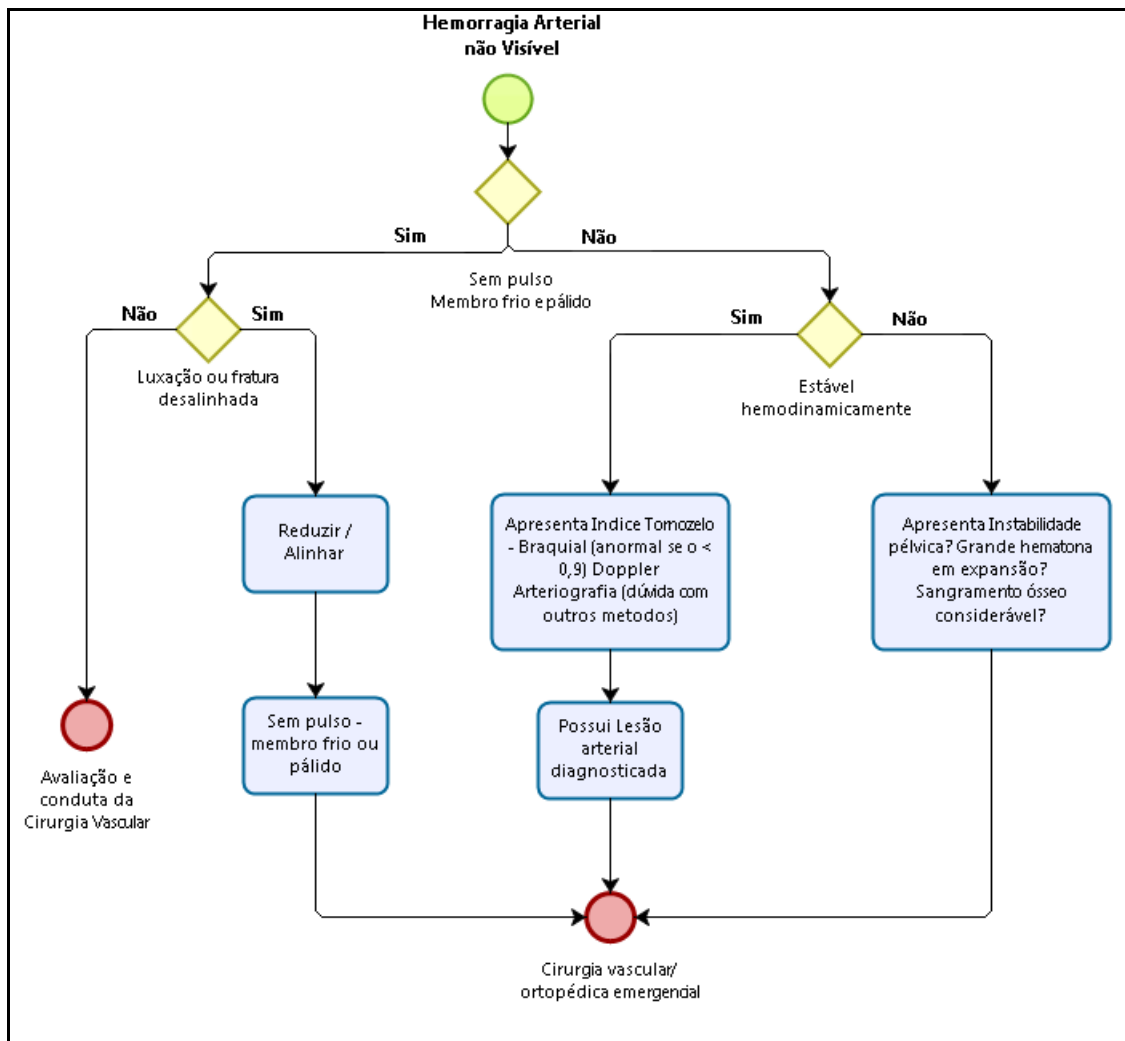 Hemorragia Arterial
não Visível
Sim
Não
Sem pulso
Membro frio e pálido
Não
Sim
Luxação ou fratura
desalinhada
Sim
Não
Estável
hemodinamicamente
Reduzir /
Alinhar
Apresenta Indice Tornozelo
- Braquial (anormal se o <
0,9) Doppler
Arteriografia (dúvida com
outros metodos)
Apresenta Instabilidade
pélvica? Grande hematona
em expansão?
Sangramento ósseo
considerável?
Sem pulso -
membro frio ou
pálido
Possui Lesão
arterial
diagnosticada
Avaliação e
conduta da
Cirurgia Vascular
Cirurgia vascular/
ortopédica emergencial